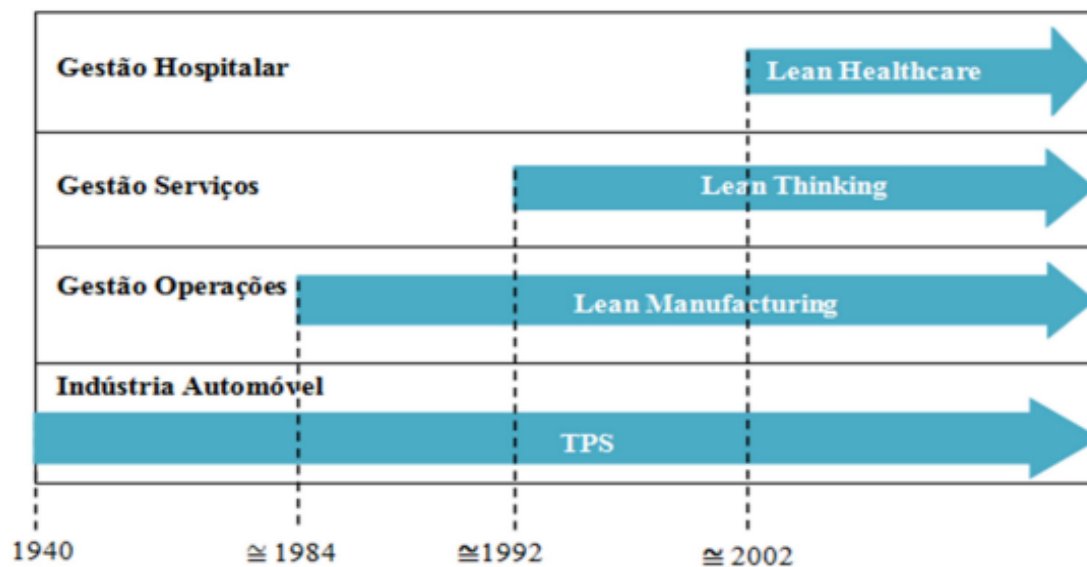 Gestão Hospitalar
Lean Healthcare
Gestão Serviços
Lean Thinking
Gestão Operações
Lean Manufacturing
Indústria Automóvel
TPS
1940 ≅ 1984 ≅1992 ≅ 2002